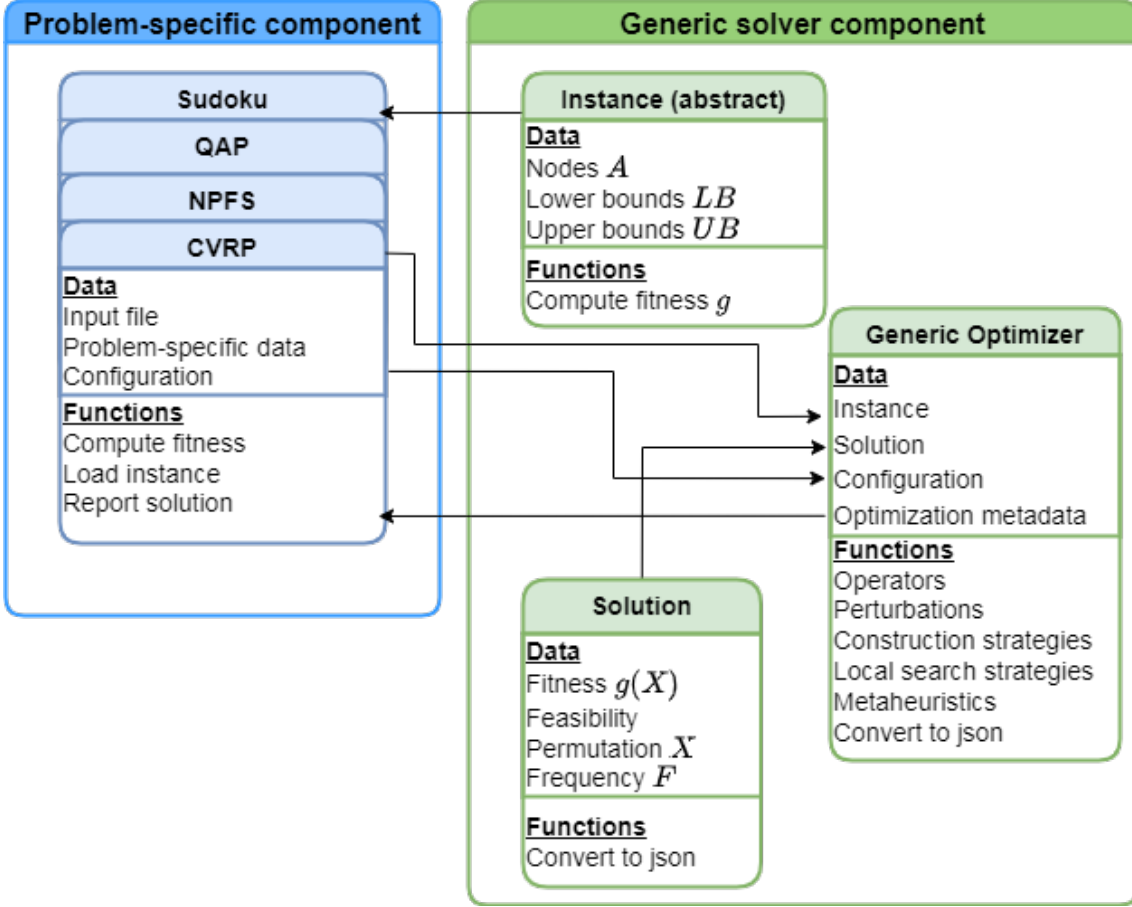 Problem-specific component
Sudoku
QAP
NPFS
CVRP
Data
Input file
Problem-specific data
Configuration
Functions
Compute fitness
Load instance
Report solution
Generic solver component
Instance (abstract)
Data
Nodes A
Lower bounds LB
Upper bounds UB
Functions
Compute fitness g
Generic Optimizer
Data
Instance
Solution
Configuration
Optimization metadata
Functions
Operators
Perturbations
Construction strategies
Local search strategies
Metaheuristics
Convert to json
Solution
Data
Fitness g(X)
Feasibility
Permutation X
Frequency F
Functions
Convert to json